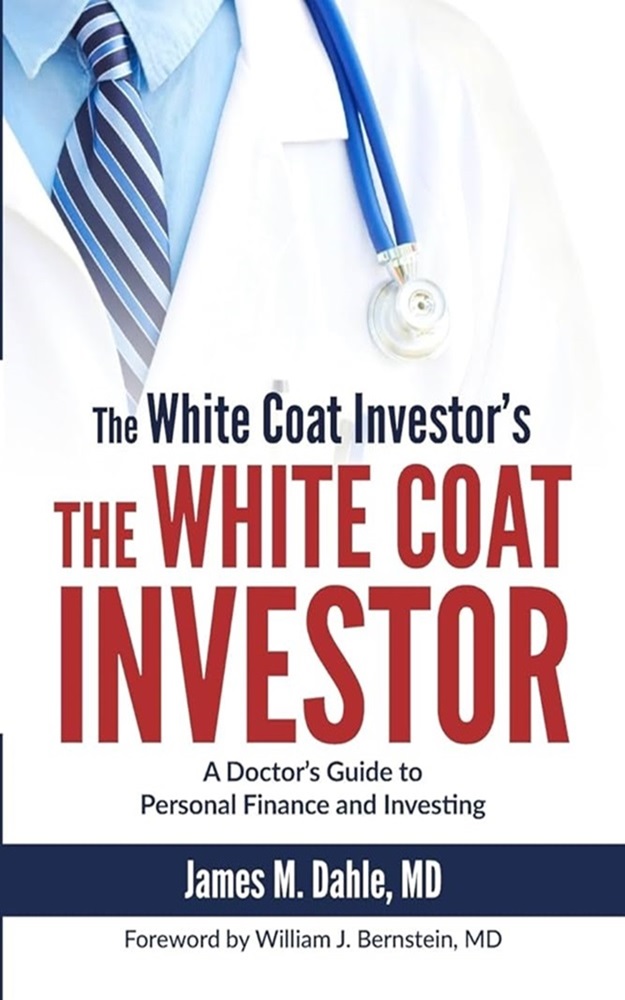 The White Coat Investor's
THE WHITE COAT
INVESTOR
A Doctor's Guide to
Personal Finance and Investing
James M. Dahle, MD
Foreword by William J. Bernstein, MD